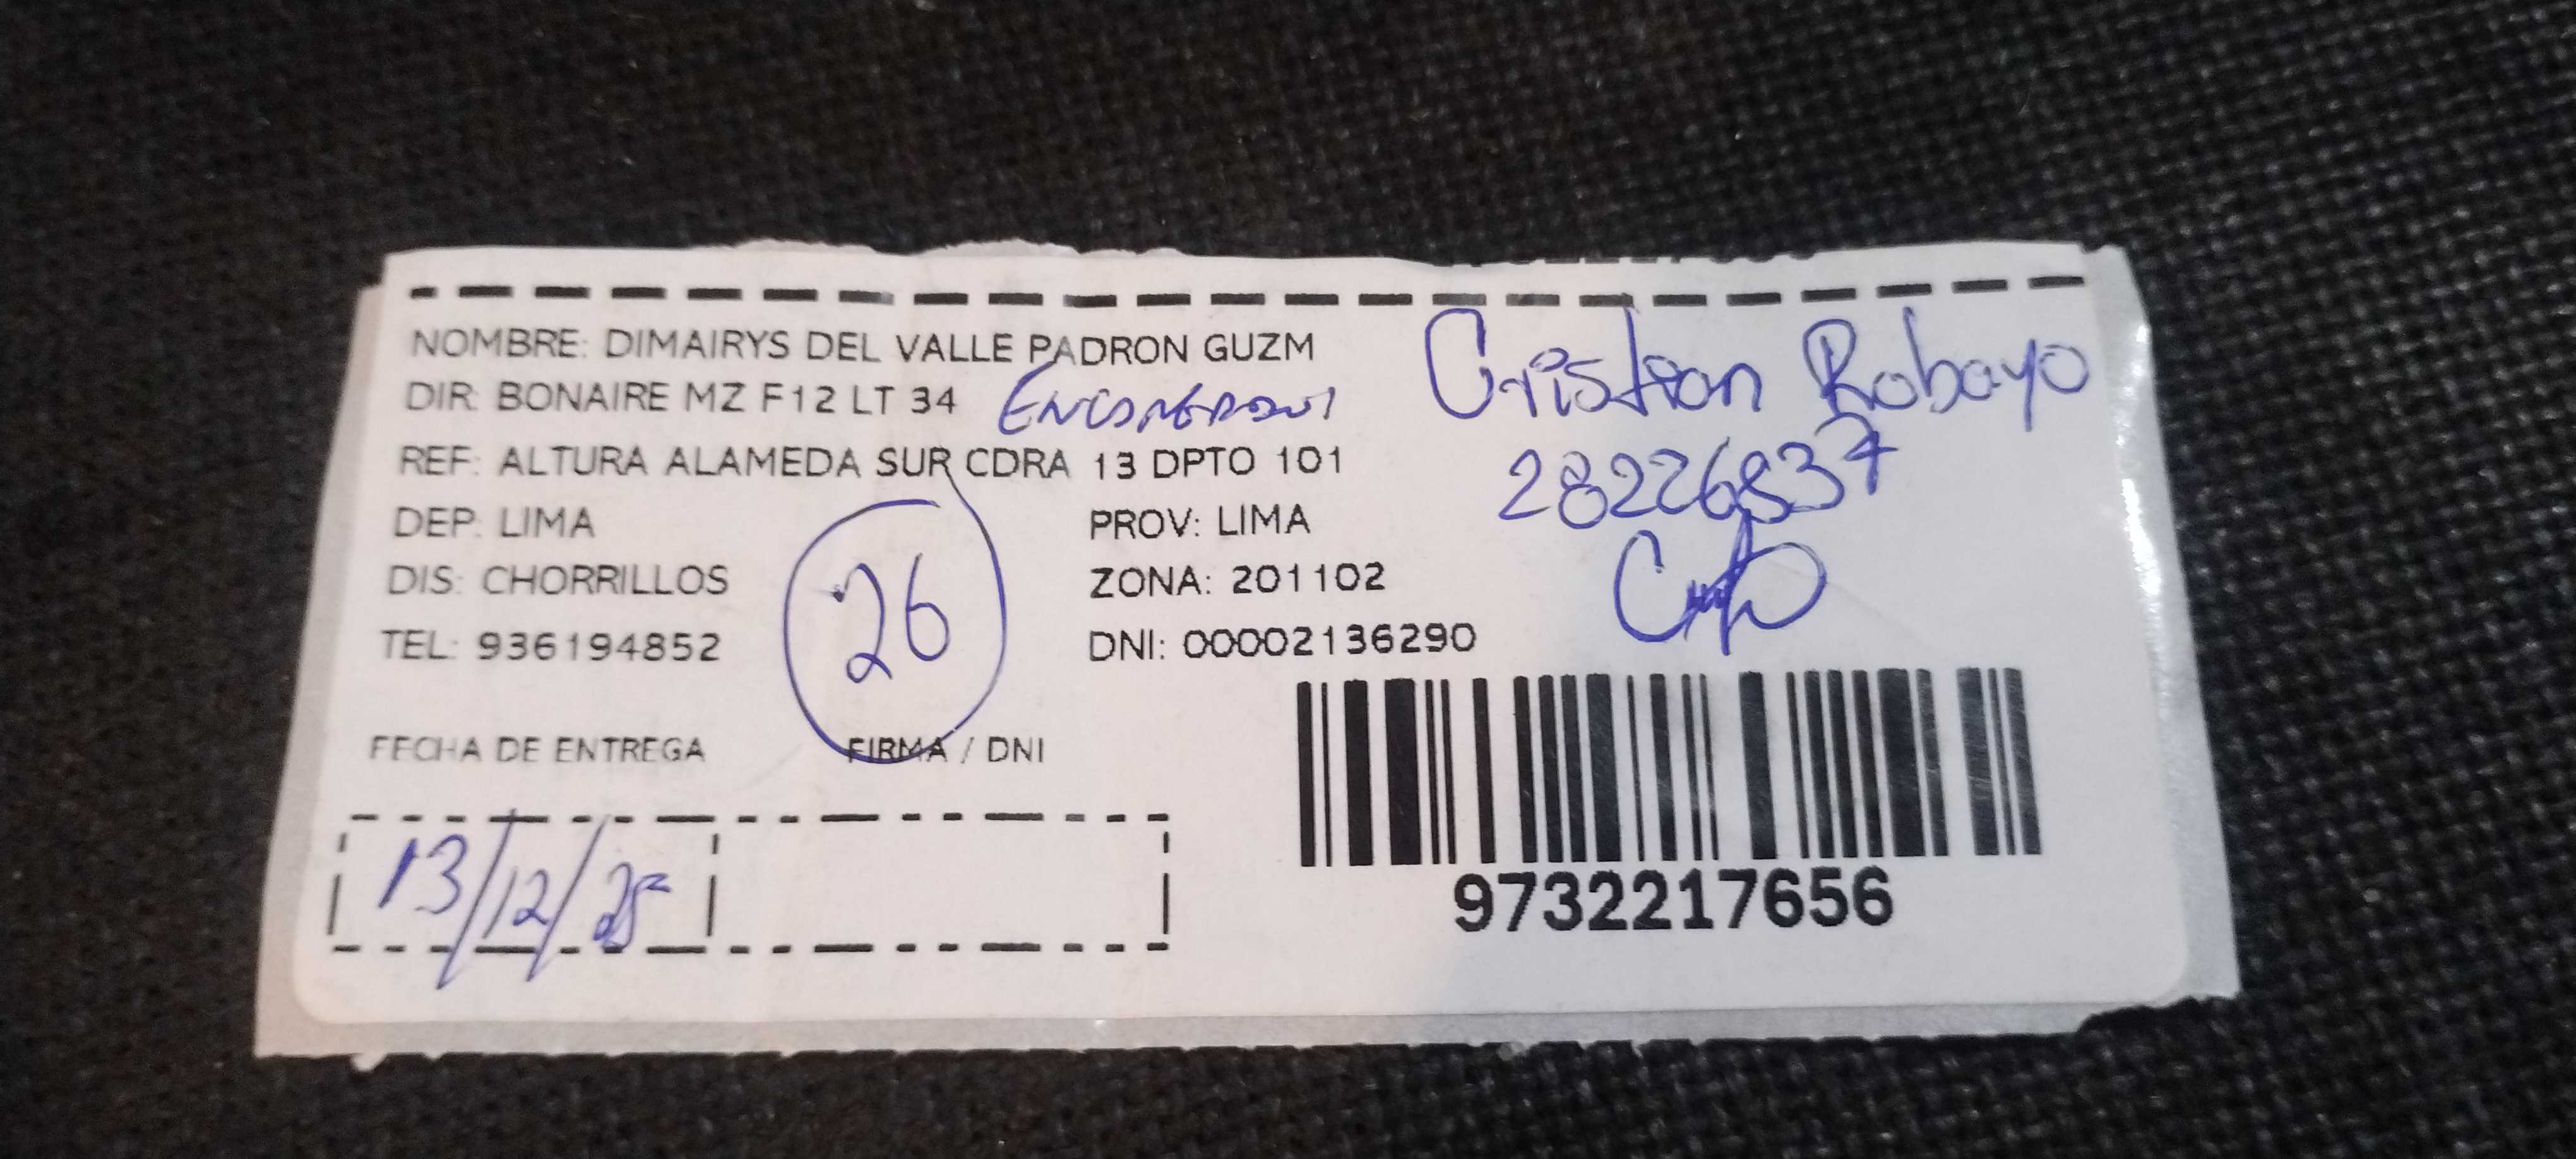 NOMBRE: DIMAIRYS DEL VALLE PADRON GUZM
Cristian Robayo
DIR: BONAIRE MZ F12 LT 34
REF: ALTURA ALAMEDA SUR CDRA 13 DPTO 101
28226837
DEP: LIMA
PROV: LIMA
26
DIS: CHORRILLOS
ZONA: 201102
TEL: 936194852
DNI: 00002136290
FECHA DE ENTREGA
FIRMA / DNI
13/12/25
9732217656